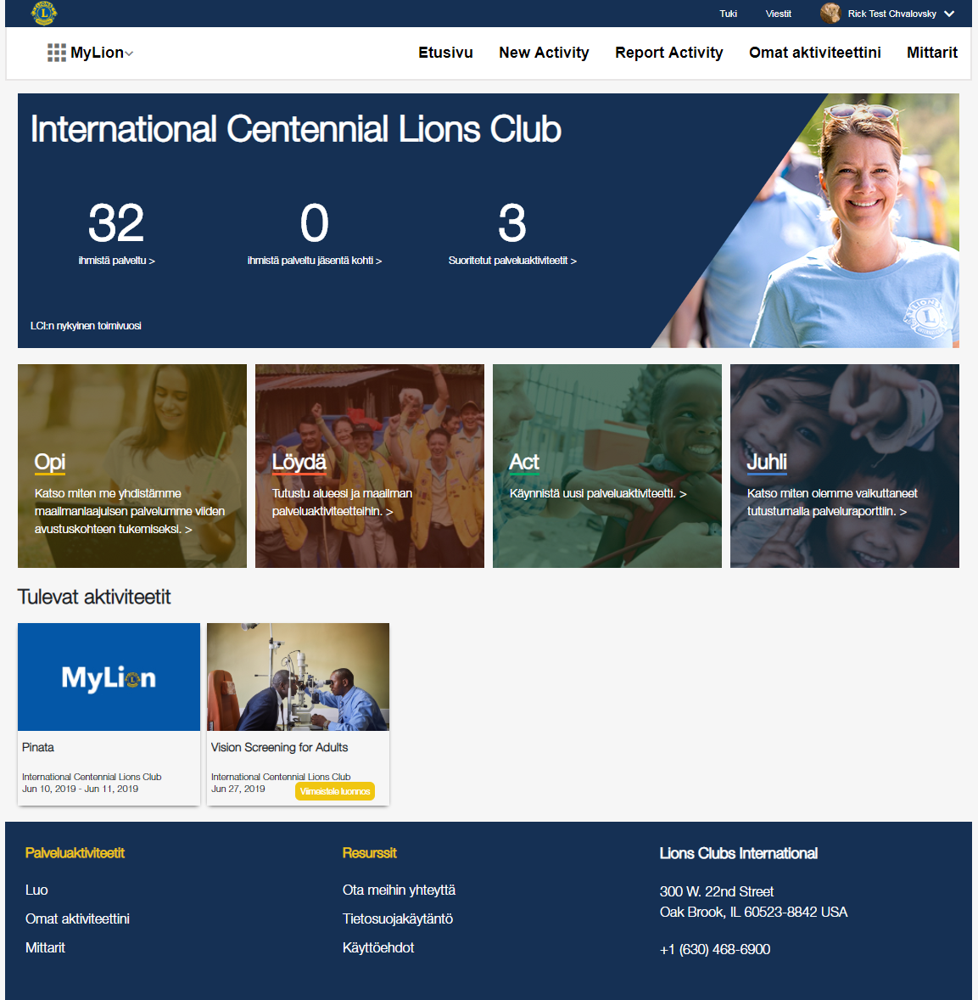 Tuki Viestit Rick Test Chvalovsky
MyLion Etusivu New Activity Report Activity Omat aktiviteettini Mittarit
International Centennial Lions Club
32 0 3
ihmistä palveltu > ihmistä palveltu jäsentä kohti > Suoritetut palveluaktiviteetit >
LCI:n nykyinen toimivuosi
Opi
Katso miten me yhdistämme
maailmanlaajuisen palvelumme viiden
avustuskohteen tukemiseksi. >
Löydä
Tutustu alueesi ja maailman
palveluaktiviteetteihin. >
Act
Käynnistä uusi palveluaktiviteetti. >
Juhli
Katso miten olemme vaikuttaneet
tutustumalla palveluraporttiin. >
Tulevat aktiviteetit
MyLion
Pinata
International Centennial Lions Club
Jun 10, 2019 - Jun 11, 2019
Vision Screening for Adults
International Centennial Lions Club
Jun 27, 2019 Viimeistele luonnos
Palveluaktiviteetit
Luo
Omat aktiviteettini
Mittarit
Resurssit
Ota meihin yhteyttä
Tietosuojakäytäntö
Käyttöehdot
Lions Clubs International
300 W. 22nd Street
Oak Brook, IL 60523-8842 USA
+1 (630) 468-6900